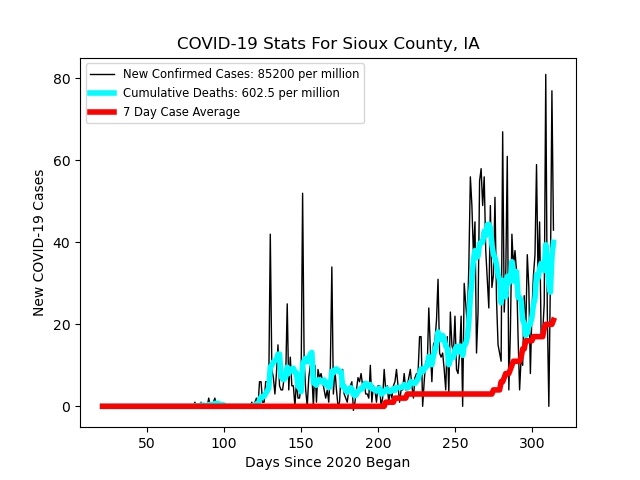 COVID-19 Stats For Sioux County, IA
New Confirmed Cases: 85200 per million
Cumulative Deaths: 602.5 per million
7 Day Case Average
80
60
40
20
0
New COVID-19 Cases
50 100 150 200 250 300
Days Since 2020 Began